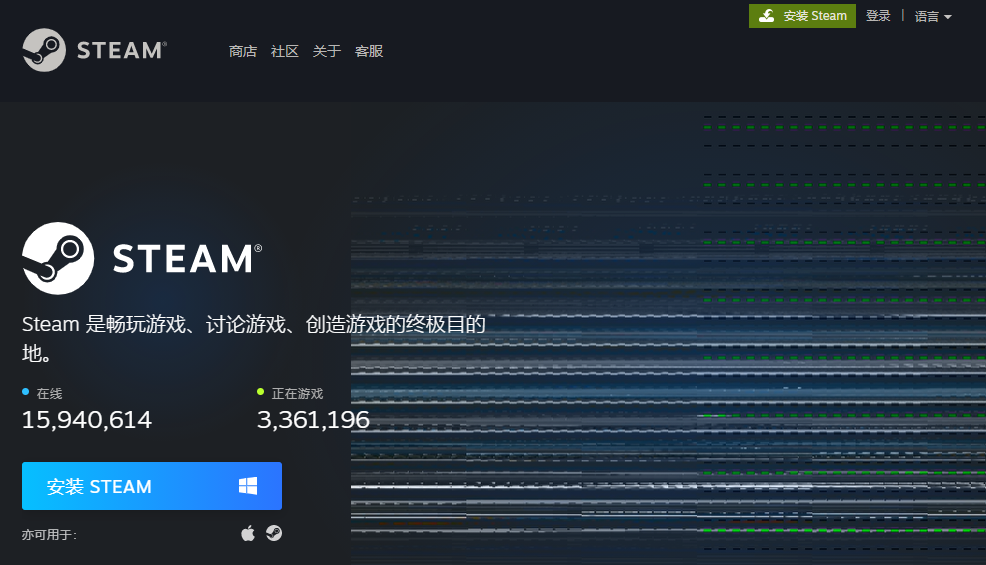 安装 Steam
登录
语言
STEAM®
商店
社区
关于
客服
STEAM®
Steam 是畅玩游戏、讨论游戏、创造游戏的终极目的
地。
在线
正在游戏
15,940,614
3,361,196
安装 STEAM
亦可用于: